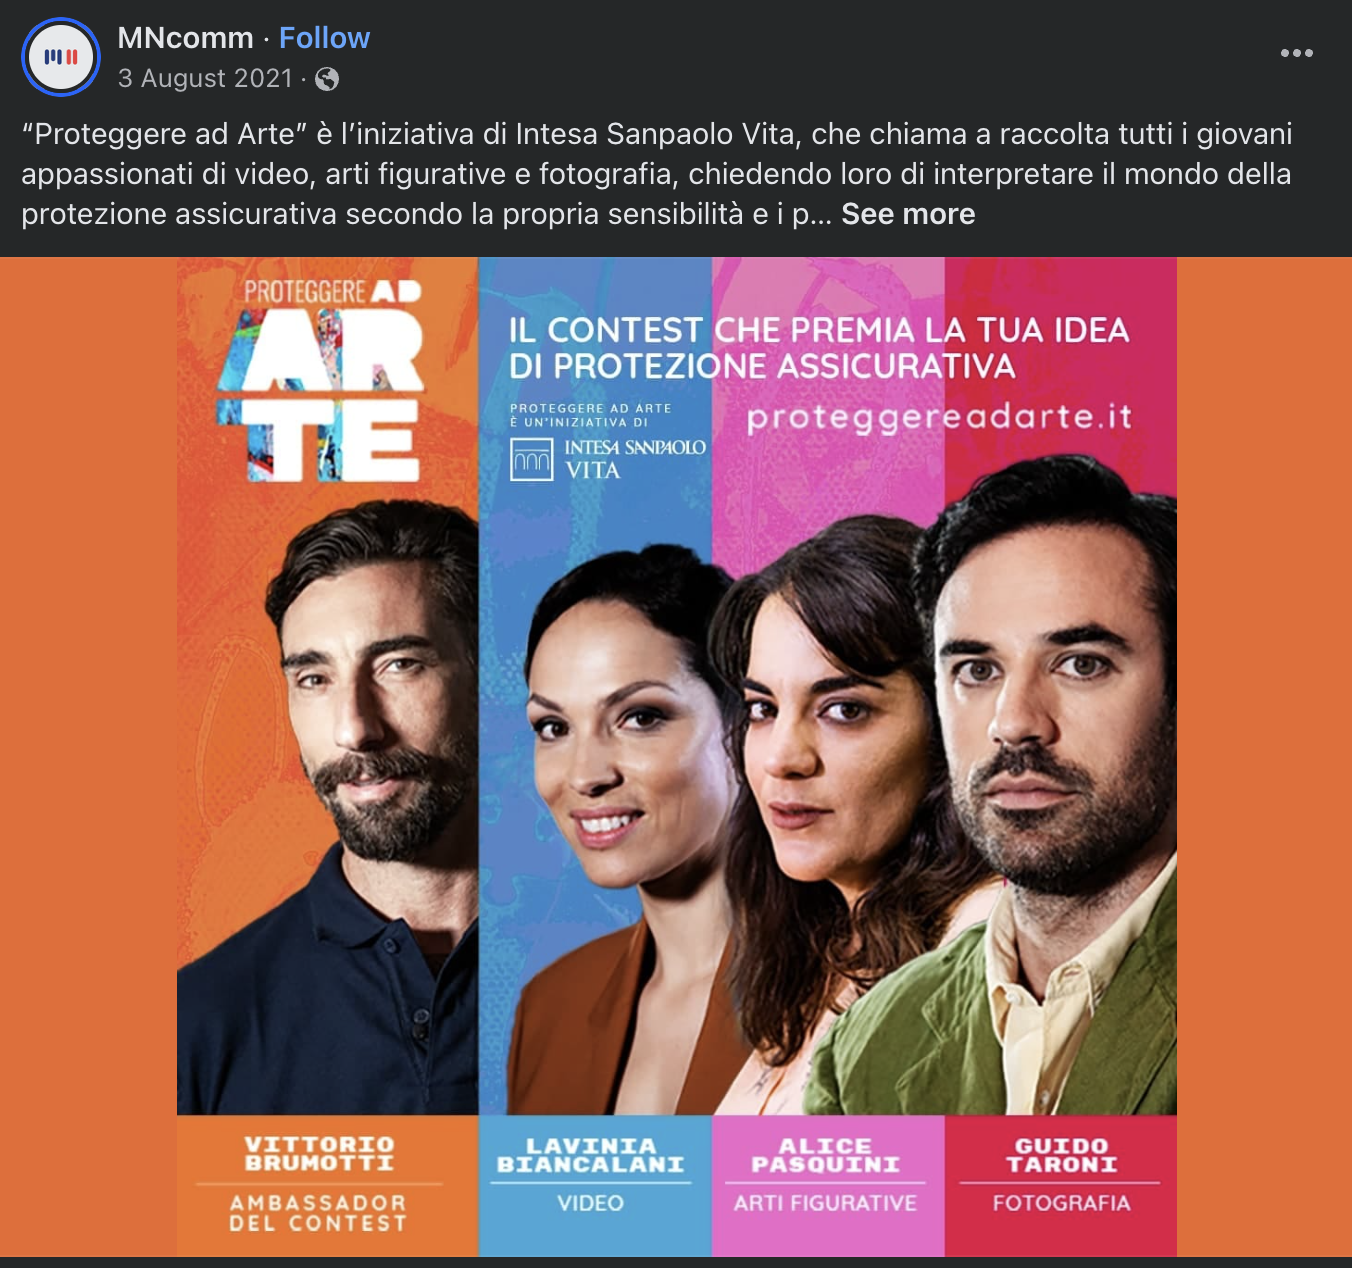 MNcomm · Follow
3 August 2021 ·
“Proteggere ad Arte” è l’iniziativa di Intesa Sanpaolo Vita, che chiama a raccolta tutti i giovani
appassionati di video, arti figurative e fotografia, chiedendo loro di interpretare il mondo della
protezione assicurativa secondo la propria sensibilità e i p... See more
PROTEGGERE AD
AR
TE
IL CONTEST CHE PREMIA LA TUA IDEA
DI PROTEZIONE ASSICURATIVA
PROTEGGERE AD ARTE
È UN'INIZIATIVA DI
INTESA SANPAOLO
VITA
proteggereadarte.it
VITTORIO
BRUMOTTI
AMBASSADOR
DEL CONTEST
LAVINIA
BIANCALANI
VIDEO
ALICE
PASQUINI
ARTI FIGURATIVE
GUIDO
TARONI
FOTOGRAFIA